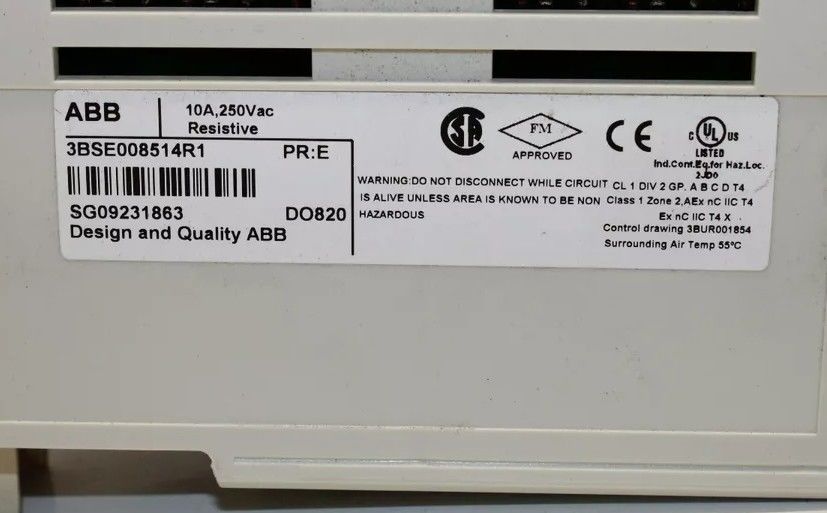 ABB
10A,250Vac
Resistive
3BSE008514R1 PR:E
SG09231863 DO820
Design and Quality ABB
SA
FM
APPROVED
CE
C UL US
LISTED
Ind.Cont.Eq.for Haz.Loc.
2J00
WARNING:DO NOT DISCONNECT WHILE CIRCUIT
IS ALIVE UNLESS AREA IS KNOWN TO BE NON
HAZARDOUS
CL 1 DIV 2 GP. A B C D T4
Class 1 Zone 2,AEx nC IIC T4
Ex nC IIC T4 X
Control drawing 3BUR001854
Surrounding Air Temp 55°C